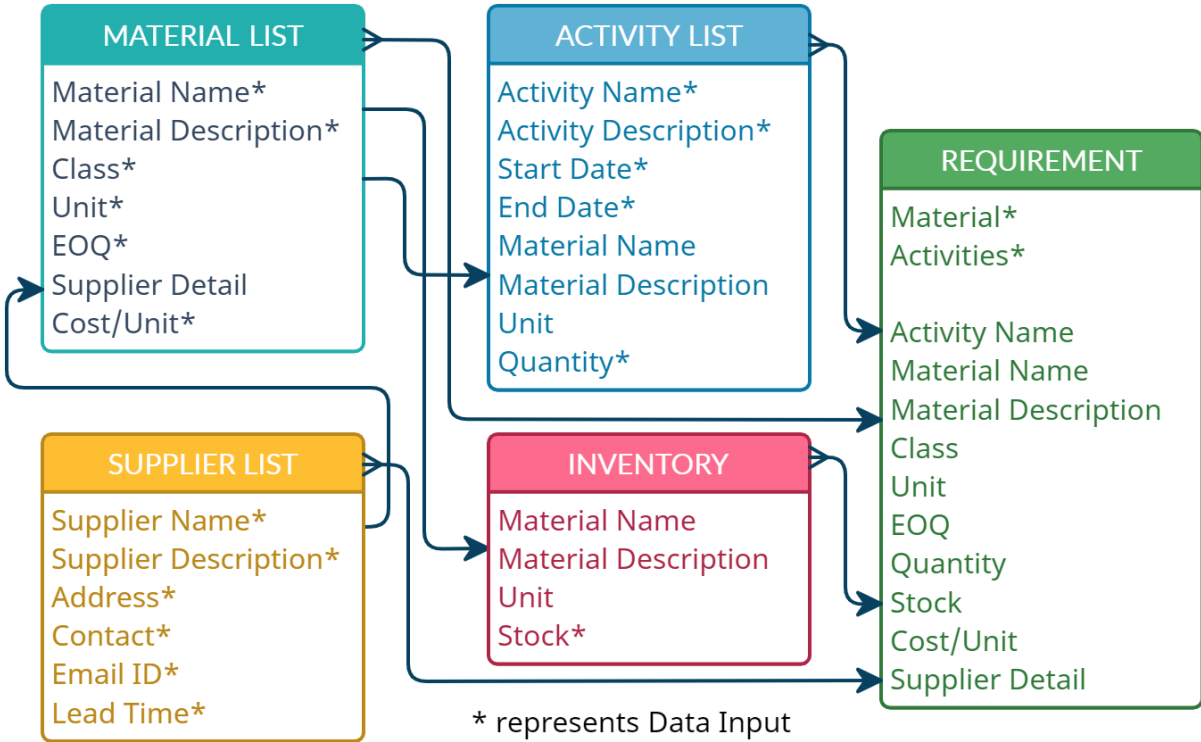 MATERIAL LIST
Material Name*
Material Description*
Class*
Unit*
EOQ*
Supplier Detail
Cost/Unit*
ACTIVITY LIST
Activity Name*
Activity Description*
Start Date*
End Date*
Material Name
Material Description
Unit
Quantity*
REQUIREMENT
Material*
Activities*
Activity Name
Material Name
Material Description
Class
Unit
EOQ
Quantity
Stock
Cost/Unit
Supplier Detail
SUPPLIER LIST
Supplier Name*
Supplier Description*
Address*
Contact*
Email ID*
Lead Time*
INVENTORY
Material Name
Material Description
Unit
Stock*
* represents Data Input